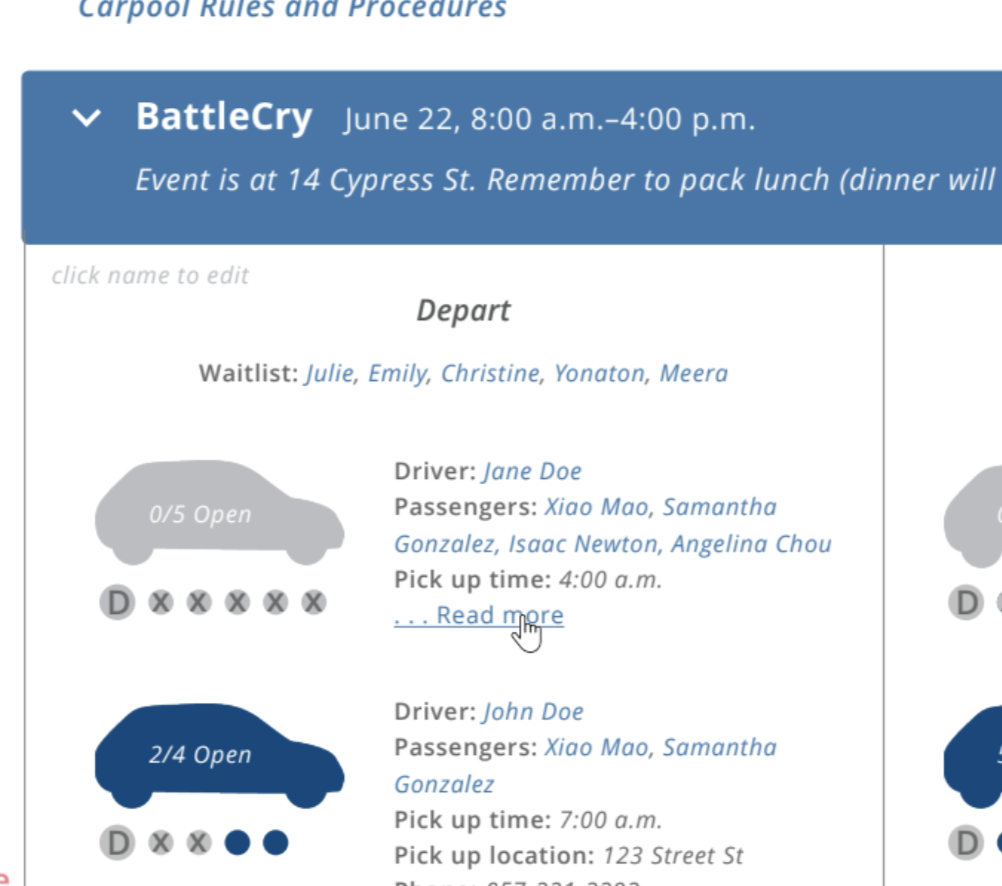 Carpool Rules and Procedures
BattleCry June 22, 8:00 a.m.–4:00 p.m.
Event is at 14 Cypress St. Remember to pack lunch (dinner will
click name to edit
Depart
Waitlist: Julie, Emily, Christine, Yonaton, Meera
0/5 Open
D X X X X X
Driver: Jane Doe
Passengers: Xiao Mao, Samantha
Gonzalez, Isaac Newton, Angelina Chou
Pick up time: 4:00 a.m.
. . . Read more
D
2/4 Open
D X X
Driver: John Doe
Passengers: Xiao Mao, Samantha
Gonzalez
Pick up time: 7:00 a.m.
Pick up location: 123 Street St
D